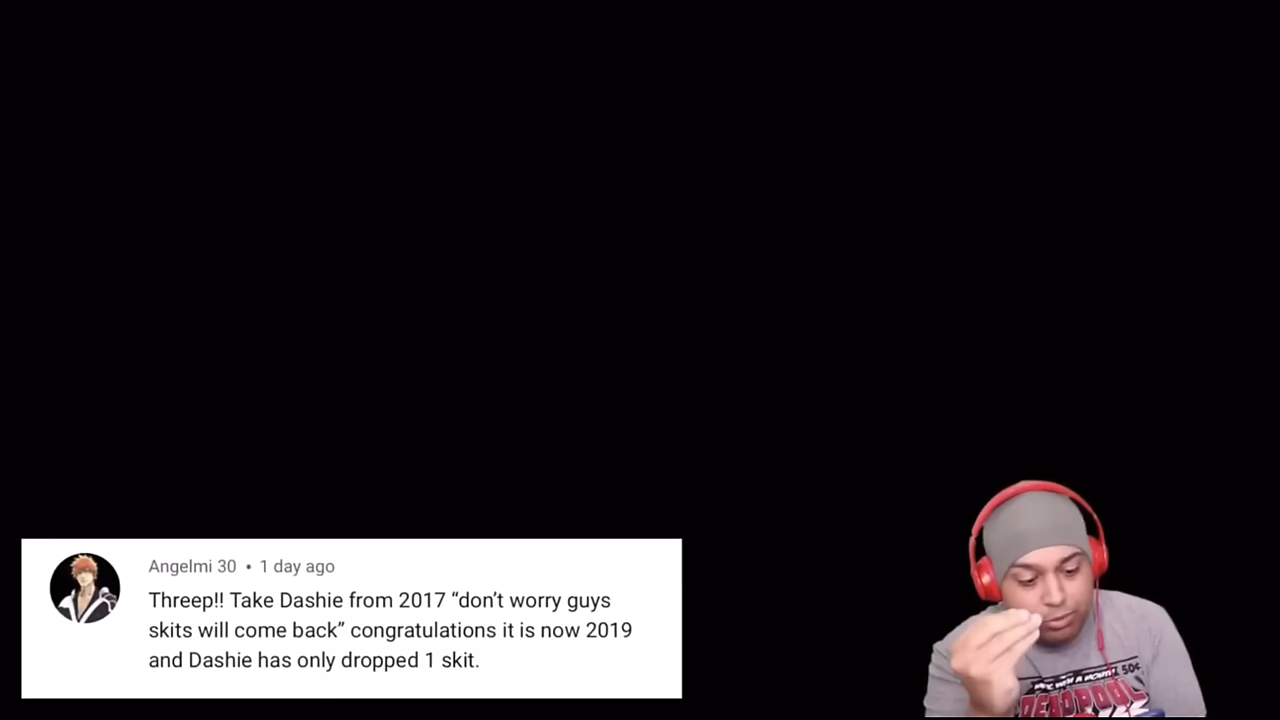 Angelmi 30 • 1 day ago
Threep!! Take Dashie from 2017 “don’t worry guys
skits will come back” congratulations it is now 2019
and Dashie has only dropped 1 skit.
50¢
DEADPOOL